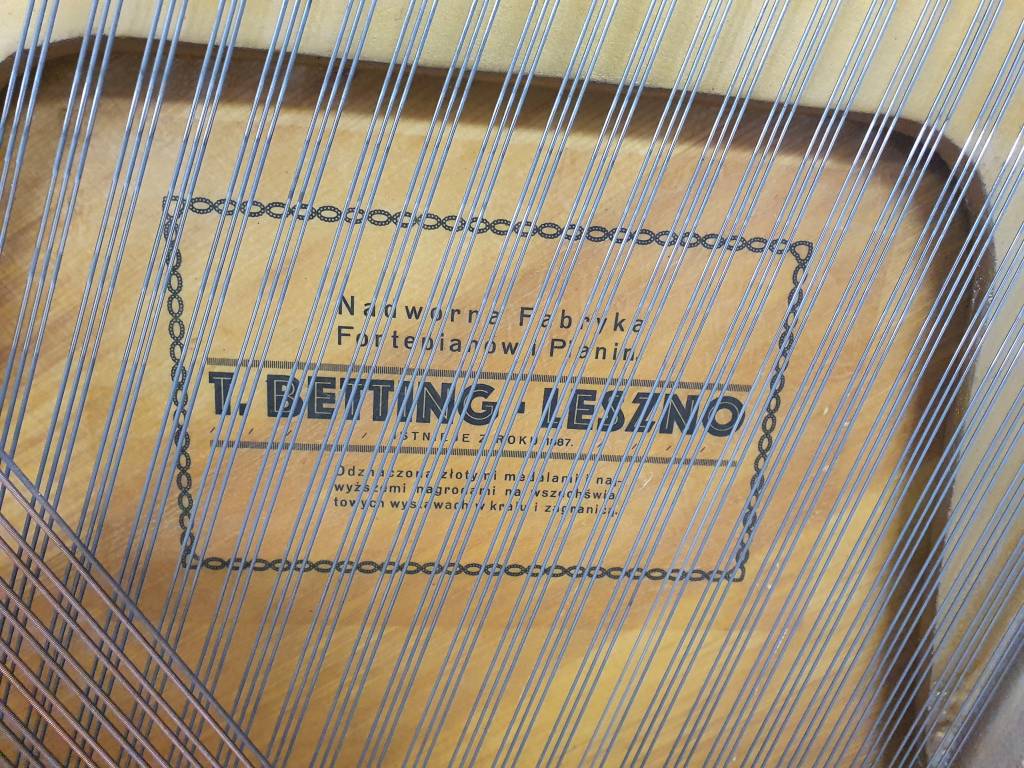 Nadworna Fabryka
Fortepianów i Pianin
T. BETTING · LESZNO
ISTNIEJE Z ROKU 1887.
Odznaczona złotymi medalami i naj-
wyższemi nagrodami na wszechświa
towych wystawach w kraju i zagranicą.